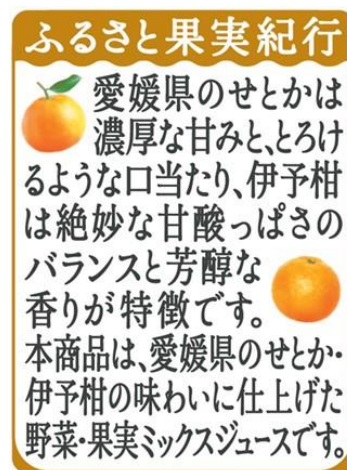 ふるさと果実紀行
愛媛県のせとかは
濃厚な甘みと、とろけ
るような口当たり、伊予柑
は絶妙な甘酸っぱさの
バランスと芳醇な
香りが特徴です。
本商品は、愛媛県のせとか・
伊予柑の味わいに仕上げた
野菜・果実ミックスジュースです。